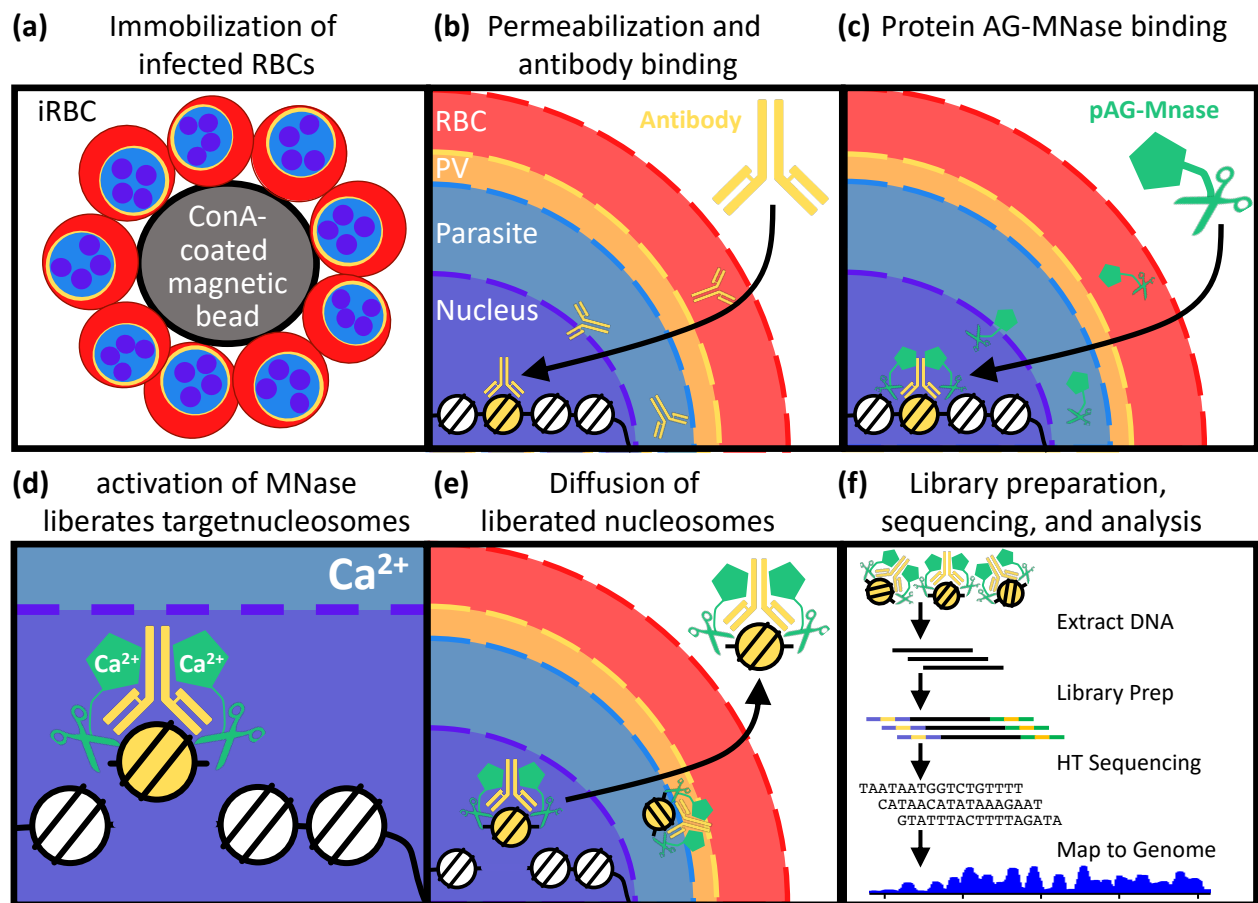 (a) Immobilization of
infected RBCs
iRBC
ConA-
coated
magnetic
bead
(b) Permeabilization and
antibody binding
RBC
Antibody
PV
Parasite
Nucleus
(c) Protein AG-MNase binding
pAG-Mnase
(d) activation of MNase
liberates targetnucleosomes
Ca²⁺
Ca²⁺ Ca²⁺
(e) Diffusion of
liberated nucleosomes
(f) Library preparation,
sequencing, and analysis
Extract DNA
Library Prep
HT Sequencing
TAATAATGGTCTGTTTT
CATAACATATAAAGAAT
GTATTTACTTTTAGATA
Map to Genome